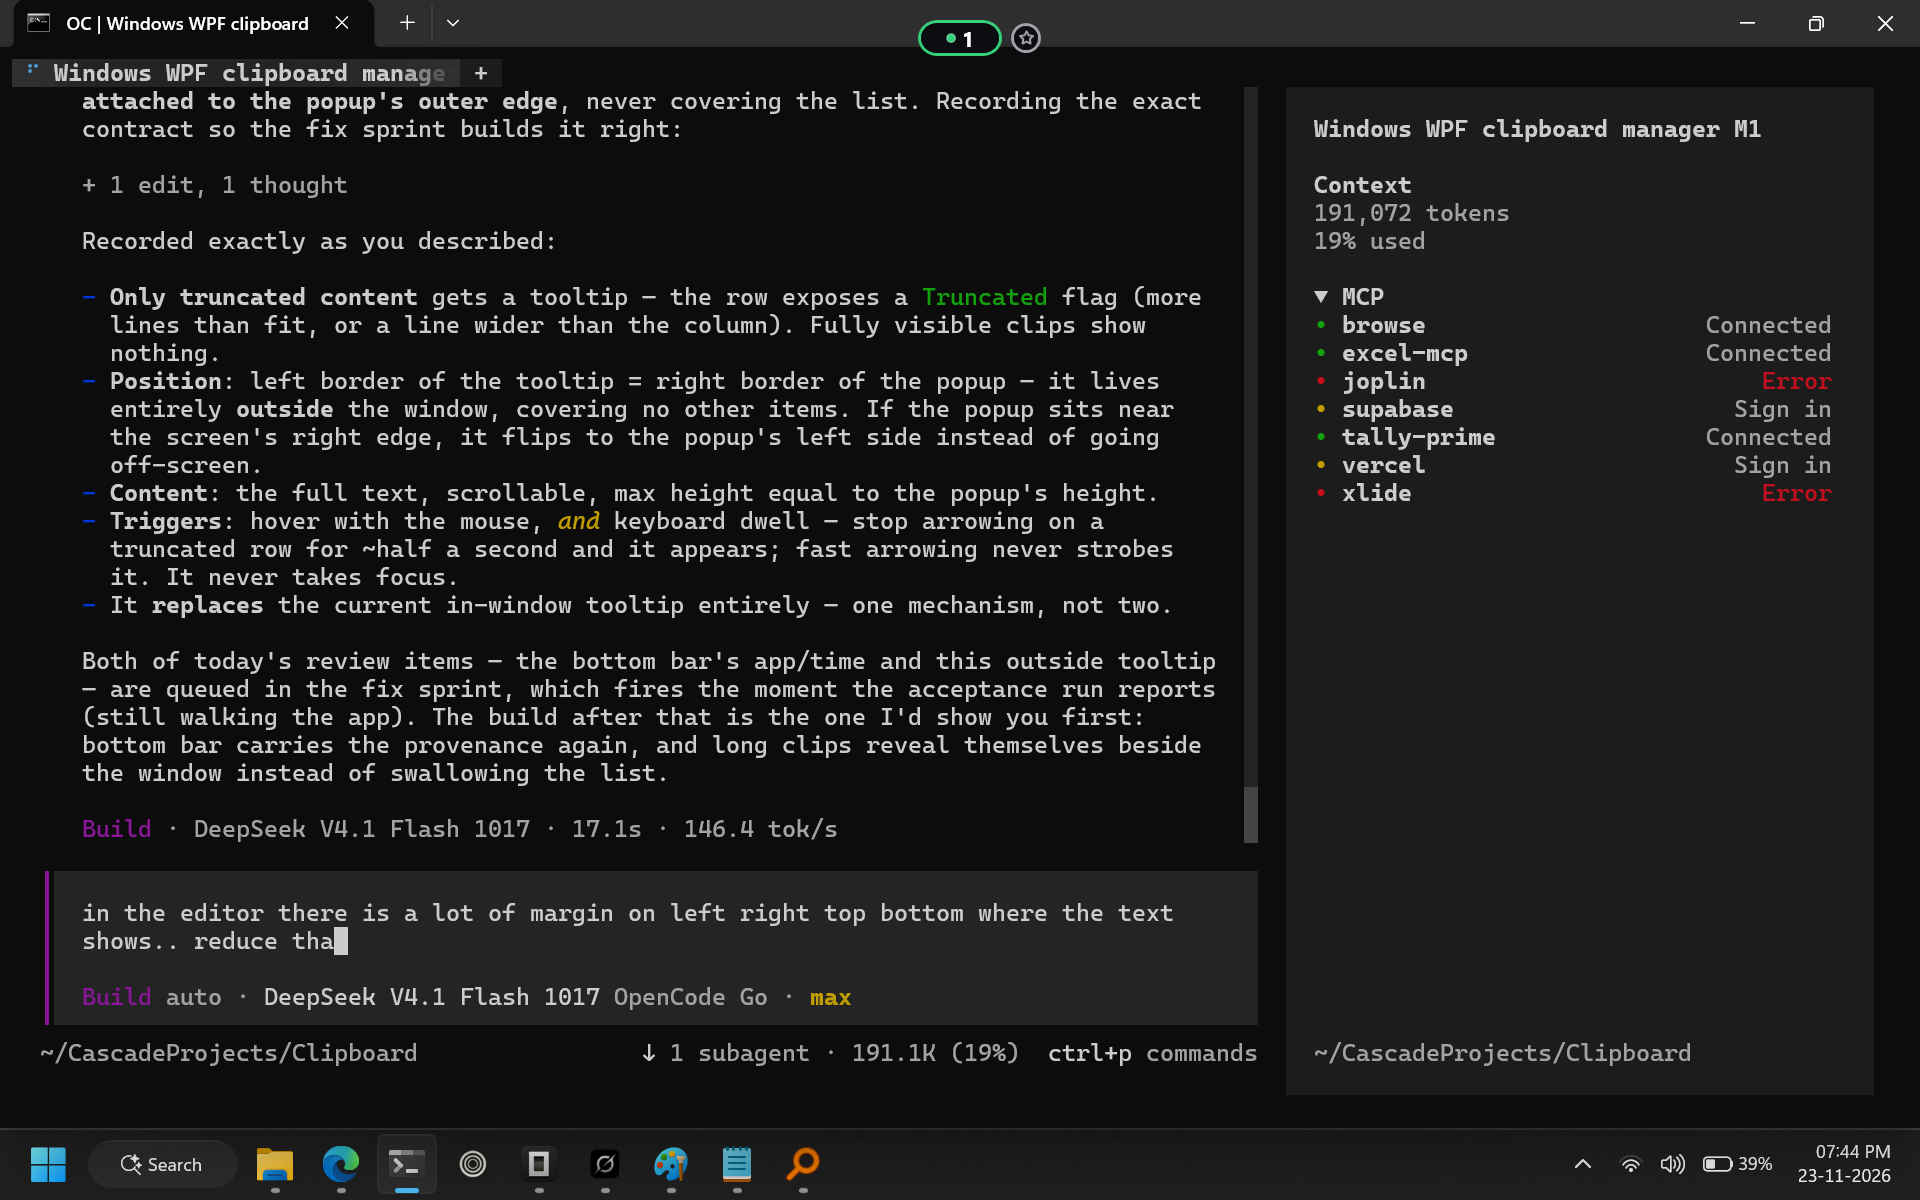 OC | Windows WPF clipboard
1
Windows WPF clipboard manage +
attached to the popup's outer edge, never covering the list. Recording the exact
contract so the fix sprint builds it right:
+ 1 edit, 1 thought
Recorded exactly as you described:
– Only truncated content gets a tooltip — the row exposes a Truncated flag (more
lines than fit, or a line wider than the column). Fully visible clips show
nothing.
– Position: left border of the tooltip = right border of the popup — it lives
entirely outside the window, covering no other items. If the popup sits near
the screen's right edge, it flips to the popup's left side instead of going
off-screen.
– Content: the full text, scrollable, max height equal to the popup's height.
– Triggers: hover with the mouse, and keyboard dwell — stop arrowing on a
truncated row for ~half a second and it appears; fast arrowing never strobes
it. It never takes focus.
– It replaces the current in-window tooltip entirely — one mechanism, not two.
Both of today's review items — the bottom bar's app/time and this outside tooltip
— are queued in the fix sprint, which fires the moment the acceptance run reports
(still walking the app). The build after that is the one I'd show you first:
bottom bar carries the provenance again, and long clips reveal themselves beside
the window instead of swallowing the list.
Build · DeepSeek V4.1 Flash 1017 · 17.1s · 146.4 tok/s
in the editor there is a lot of margin on left right top bottom where the text
shows.. reduce tha
Build auto · DeepSeek V4.1 Flash 1017 OpenCode Go · max
~/CascadeProjects/Clipboard ↓ 1 subagent · 191.1K (19%) ctrl+p commands
Windows WPF clipboard manager M1
Context
191,072 tokens
19% used
▼ MCP
• browse Connected
• excel-mcp Connected
• joplin Error
• supabase Sign in
• tally-prime Connected
• vercel Sign in
• xlide Error
~/CascadeProjects/Clipboard
Search
39%
07:44 PM
23-11-2026